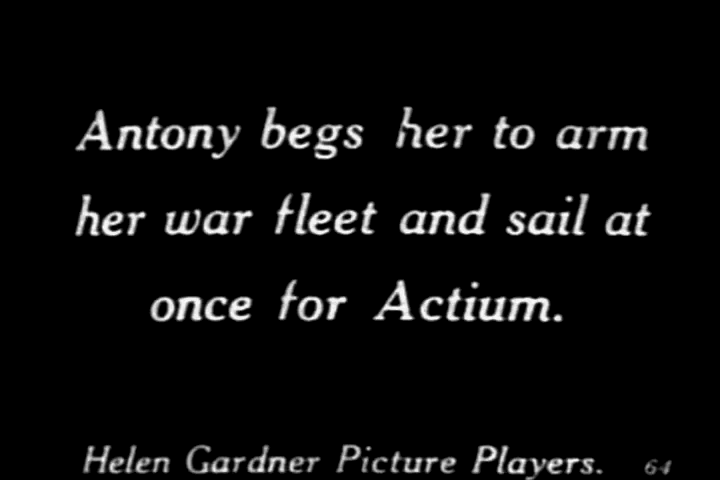 Antony begs her to arm
her war fleet and sail at
once for Actium.
Helen Gardner Picture Players. 64